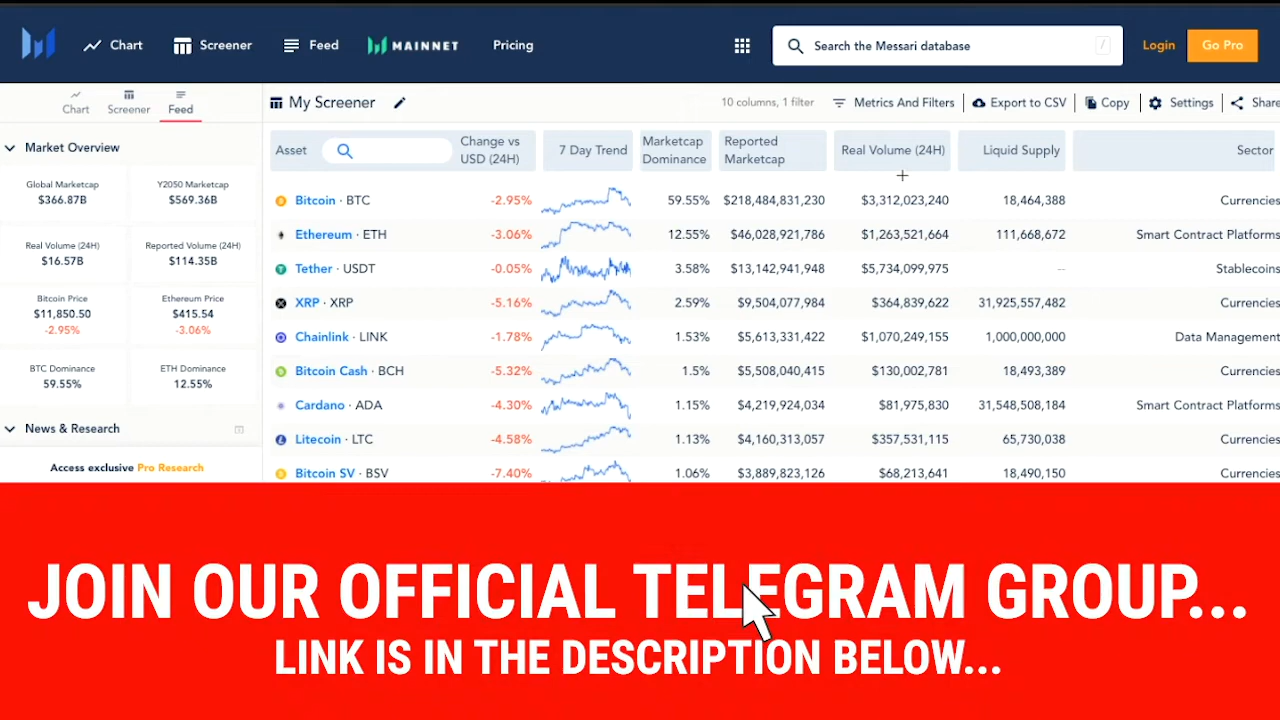 Chart Screener Feed MAINNET Pricing Search the Messari database / Login Go Pro
Chart Screener Feed
My Screener 10 columns, 1 filter Metrics And Filters Export to CSV Copy Settings Share
Market Overview
Global Marketcap Y2050 Marketcap
$366.87B $569.36B
Real Volume (24H) Reported Volume (24H)
$16.57B $114.35B
Bitcoin Price Ethereum Price
$11,850.50 $415.54
-2.95% -3.06%
BTC Dominance ETH Dominance
59.55% 12.55%
News & Research
Access exclusive Pro Research
Asset Change vs USD (24H) 7 Day Trend Marketcap Dominance Reported Marketcap Real Volume (24H) Liquid Supply Sector
Bitcoin · BTC -2.95% 59.55% $218,484,831,230 $3,312,023,240 18,464,388 Currencies
Ethereum · ETH -3.06% 12.55% $46,028,921,786 $1,263,521,664 111,668,672 Smart Contract Platforms
Tether · USDT -0.05% 3.58% $13,142,941,948 $5,734,099,975 – Stablecoins
XRP · XRP -5.16% 2.59% $9,504,077,984 $364,839,622 31,925,557,482 Currencies
Chainlink · LINK -1.78% 1.53% $5,613,331,422 $1,070,249,155 1,000,000,000 Data Management
Bitcoin Cash · BCH -5.32% 1.5% $5,508,040,415 $130,002,781 18,493,389 Currencies
Cardano · ADA -4.30% 1.15% $4,219,924,034 $81,975,830 31,548,508,184 Smart Contract Platforms
Litecoin · LTC -4.58% 1.13% $4,160,313,057 $357,531,115 65,730,038 Currencies
Bitcoin SV · BSV -7.40% 1.06% $3,889,823,126 $68,213,641 18,490,150 Currencies
JOIN OUR OFFICIAL TELEGRAM GROUP...
LINK IS IN THE DESCRIPTION BELOW...